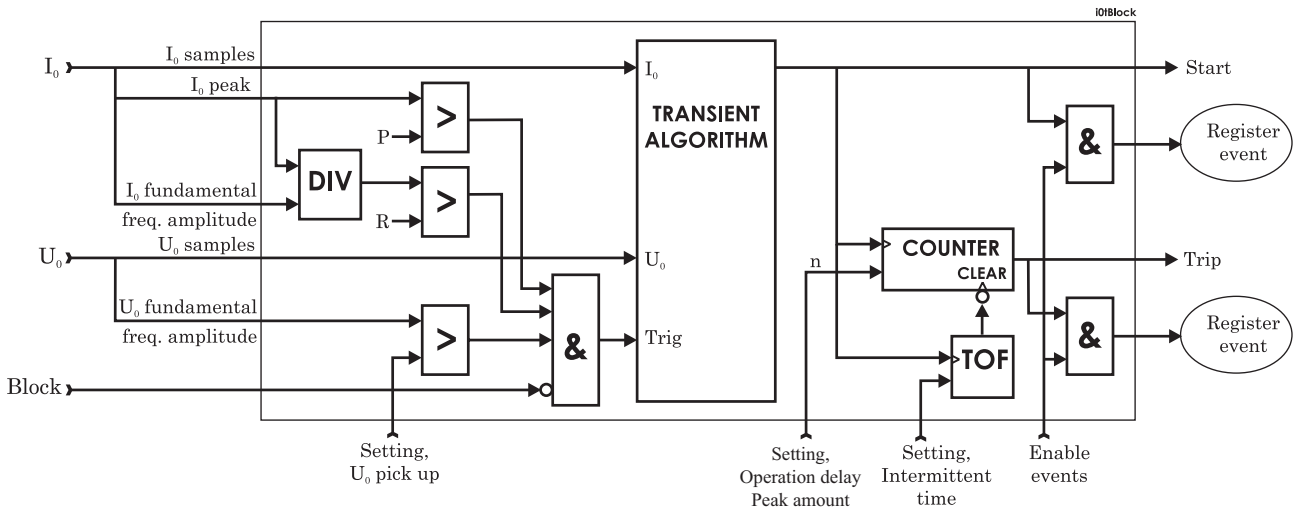 i0tBlock
I₀ samples
I₀
I₀
Start
I₀ peak
>
TRANSIENT
ALGORITHM
P
&
Register
event
DIV
>
I₀ fundamental
freq. amplitude
R
U₀ samples
U₀
U₀
n
COUNTER
CLEAR
Trip
U₀ fundamental
freq. amplitude
>
&
Trig
TOF
&
Register
event
Block
Setting,
U₀ pick up
Setting,
Operation delay
Peak amount
Setting,
Intermittent
time
Enable
events